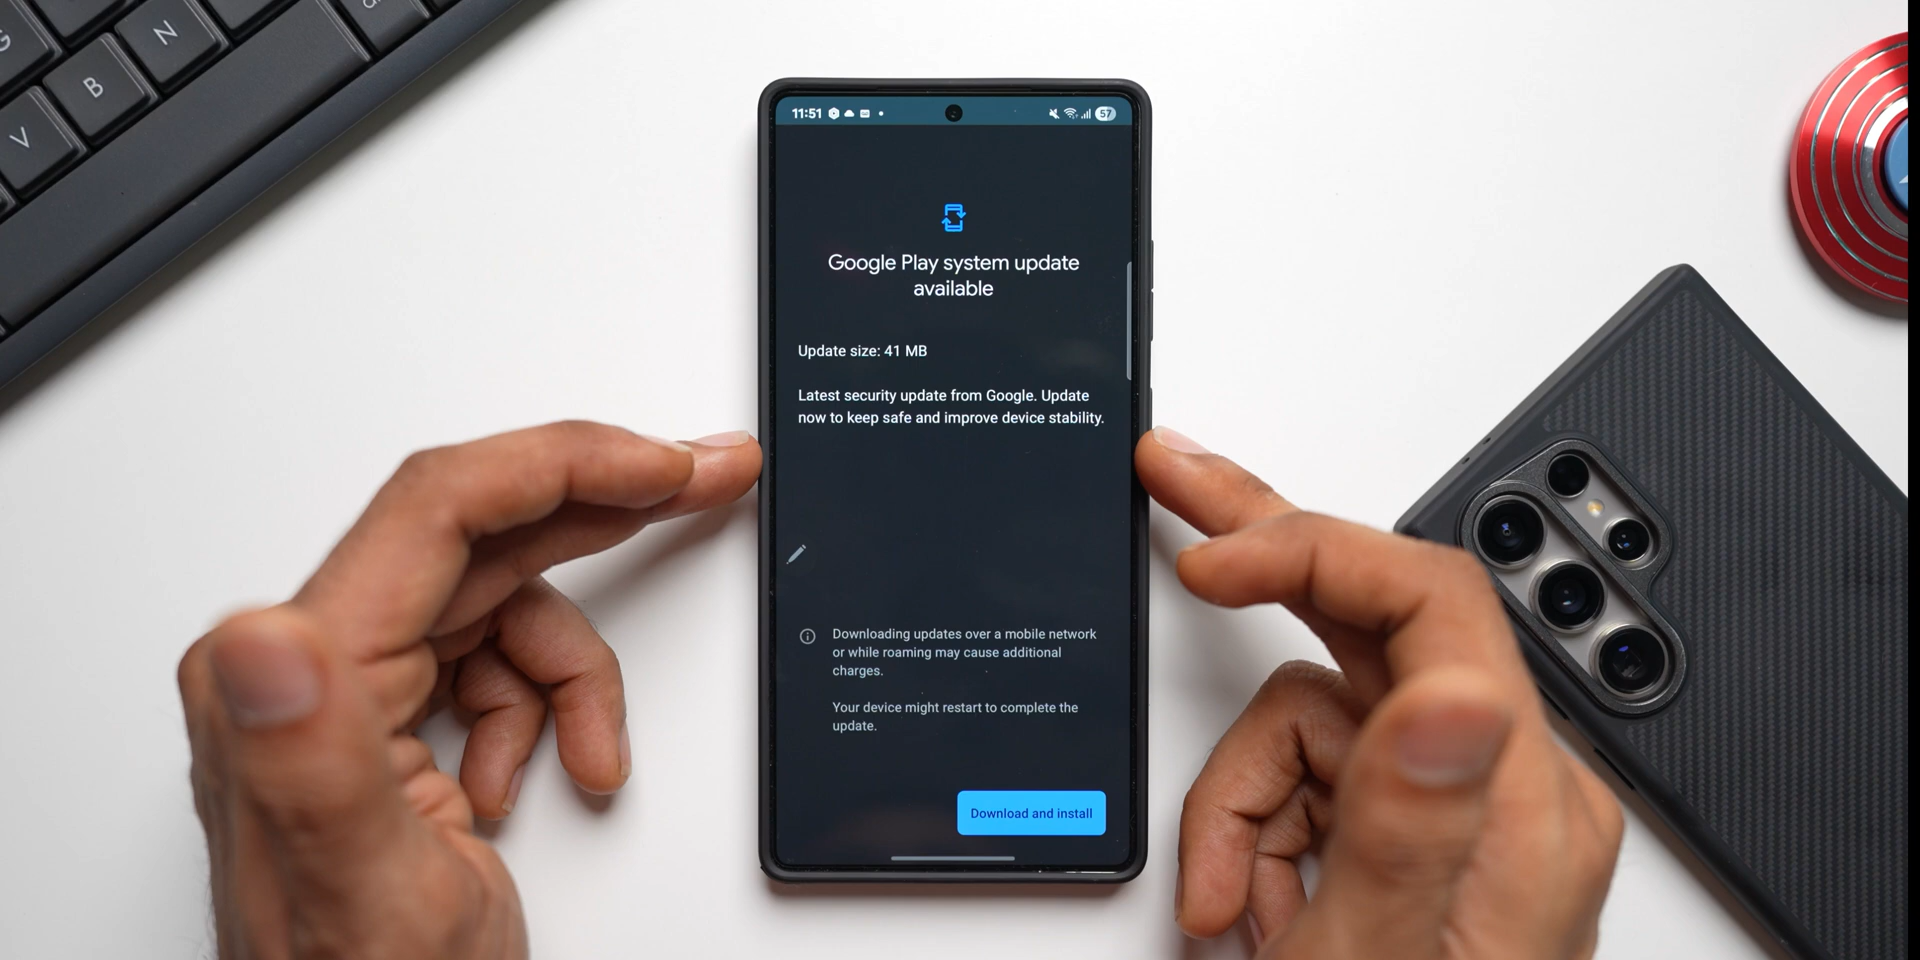 G
B
N
V
11:51
57
Google Play system update
available
Update size: 41 MB
Latest security update from Google. Update
now to keep safe and improve device stability.
Downloading updates over a mobile network
or while roaming may cause additional
charges.
Your device might restart to complete the
update.
Download and install